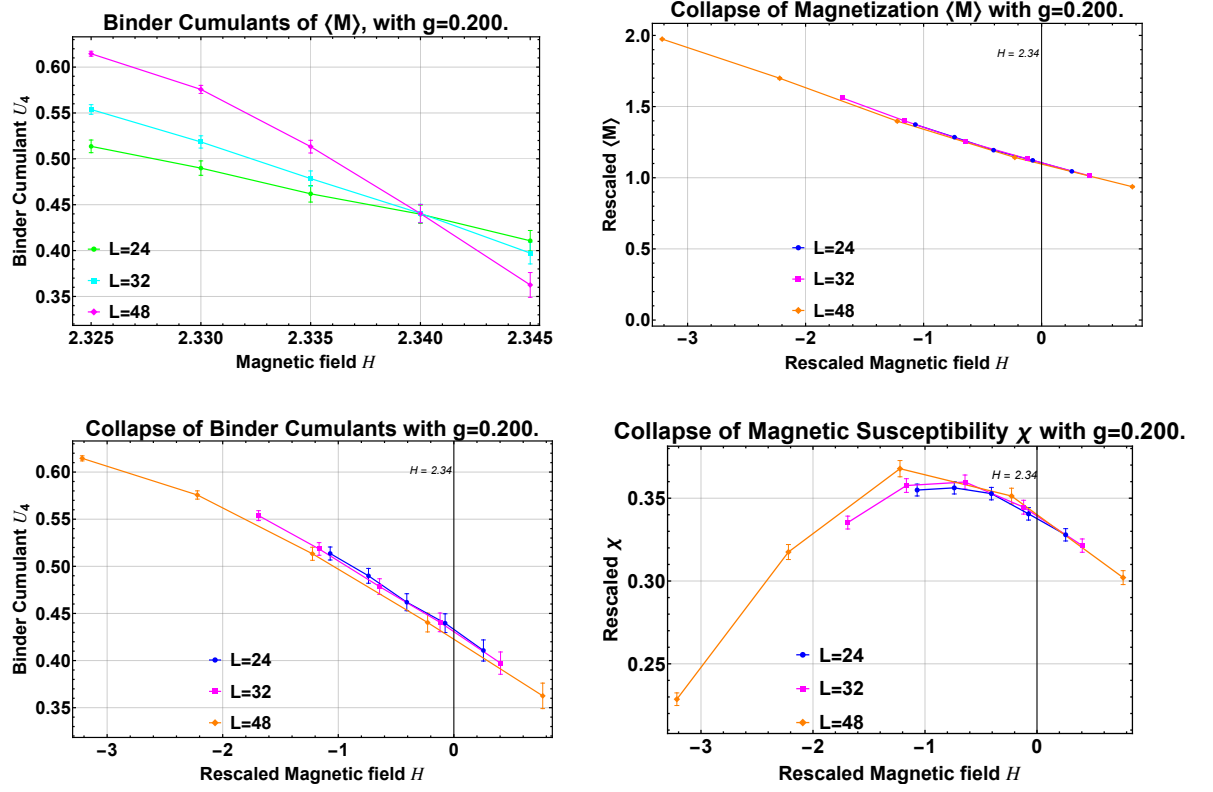 Binder Cumulants of ⟨M⟩, with g=0.200.
Binder Cumulant U4
0.60
0.55
0.50
0.45
0.40
0.35
L=24
L=32
L=48
2.325 2.330 2.335 2.340 2.345
Magnetic field H
Collapse of Magnetization ⟨M⟩ with g=0.200.
Rescaled ⟨M⟩
2.0
1.5
1.0
0.5
0.0
H = 2.34
L=24
L=32
L=48
−3 −2 −1 0
Rescaled Magnetic field H
Collapse of Binder Cumulants with g=0.200.
Binder Cumulant U4
0.60
0.55
0.50
0.45
0.40
0.35
H = 2.34
L=24
L=32
L=48
−3 −2 −1 0
Rescaled Magnetic field H
Collapse of Magnetic Susceptibility χ with g=0.200.
Rescaled χ
0.35
0.30
0.25
H = 2.34
L=24
L=32
L=48
−3 −2 −1 0
Rescaled Magnetic field H